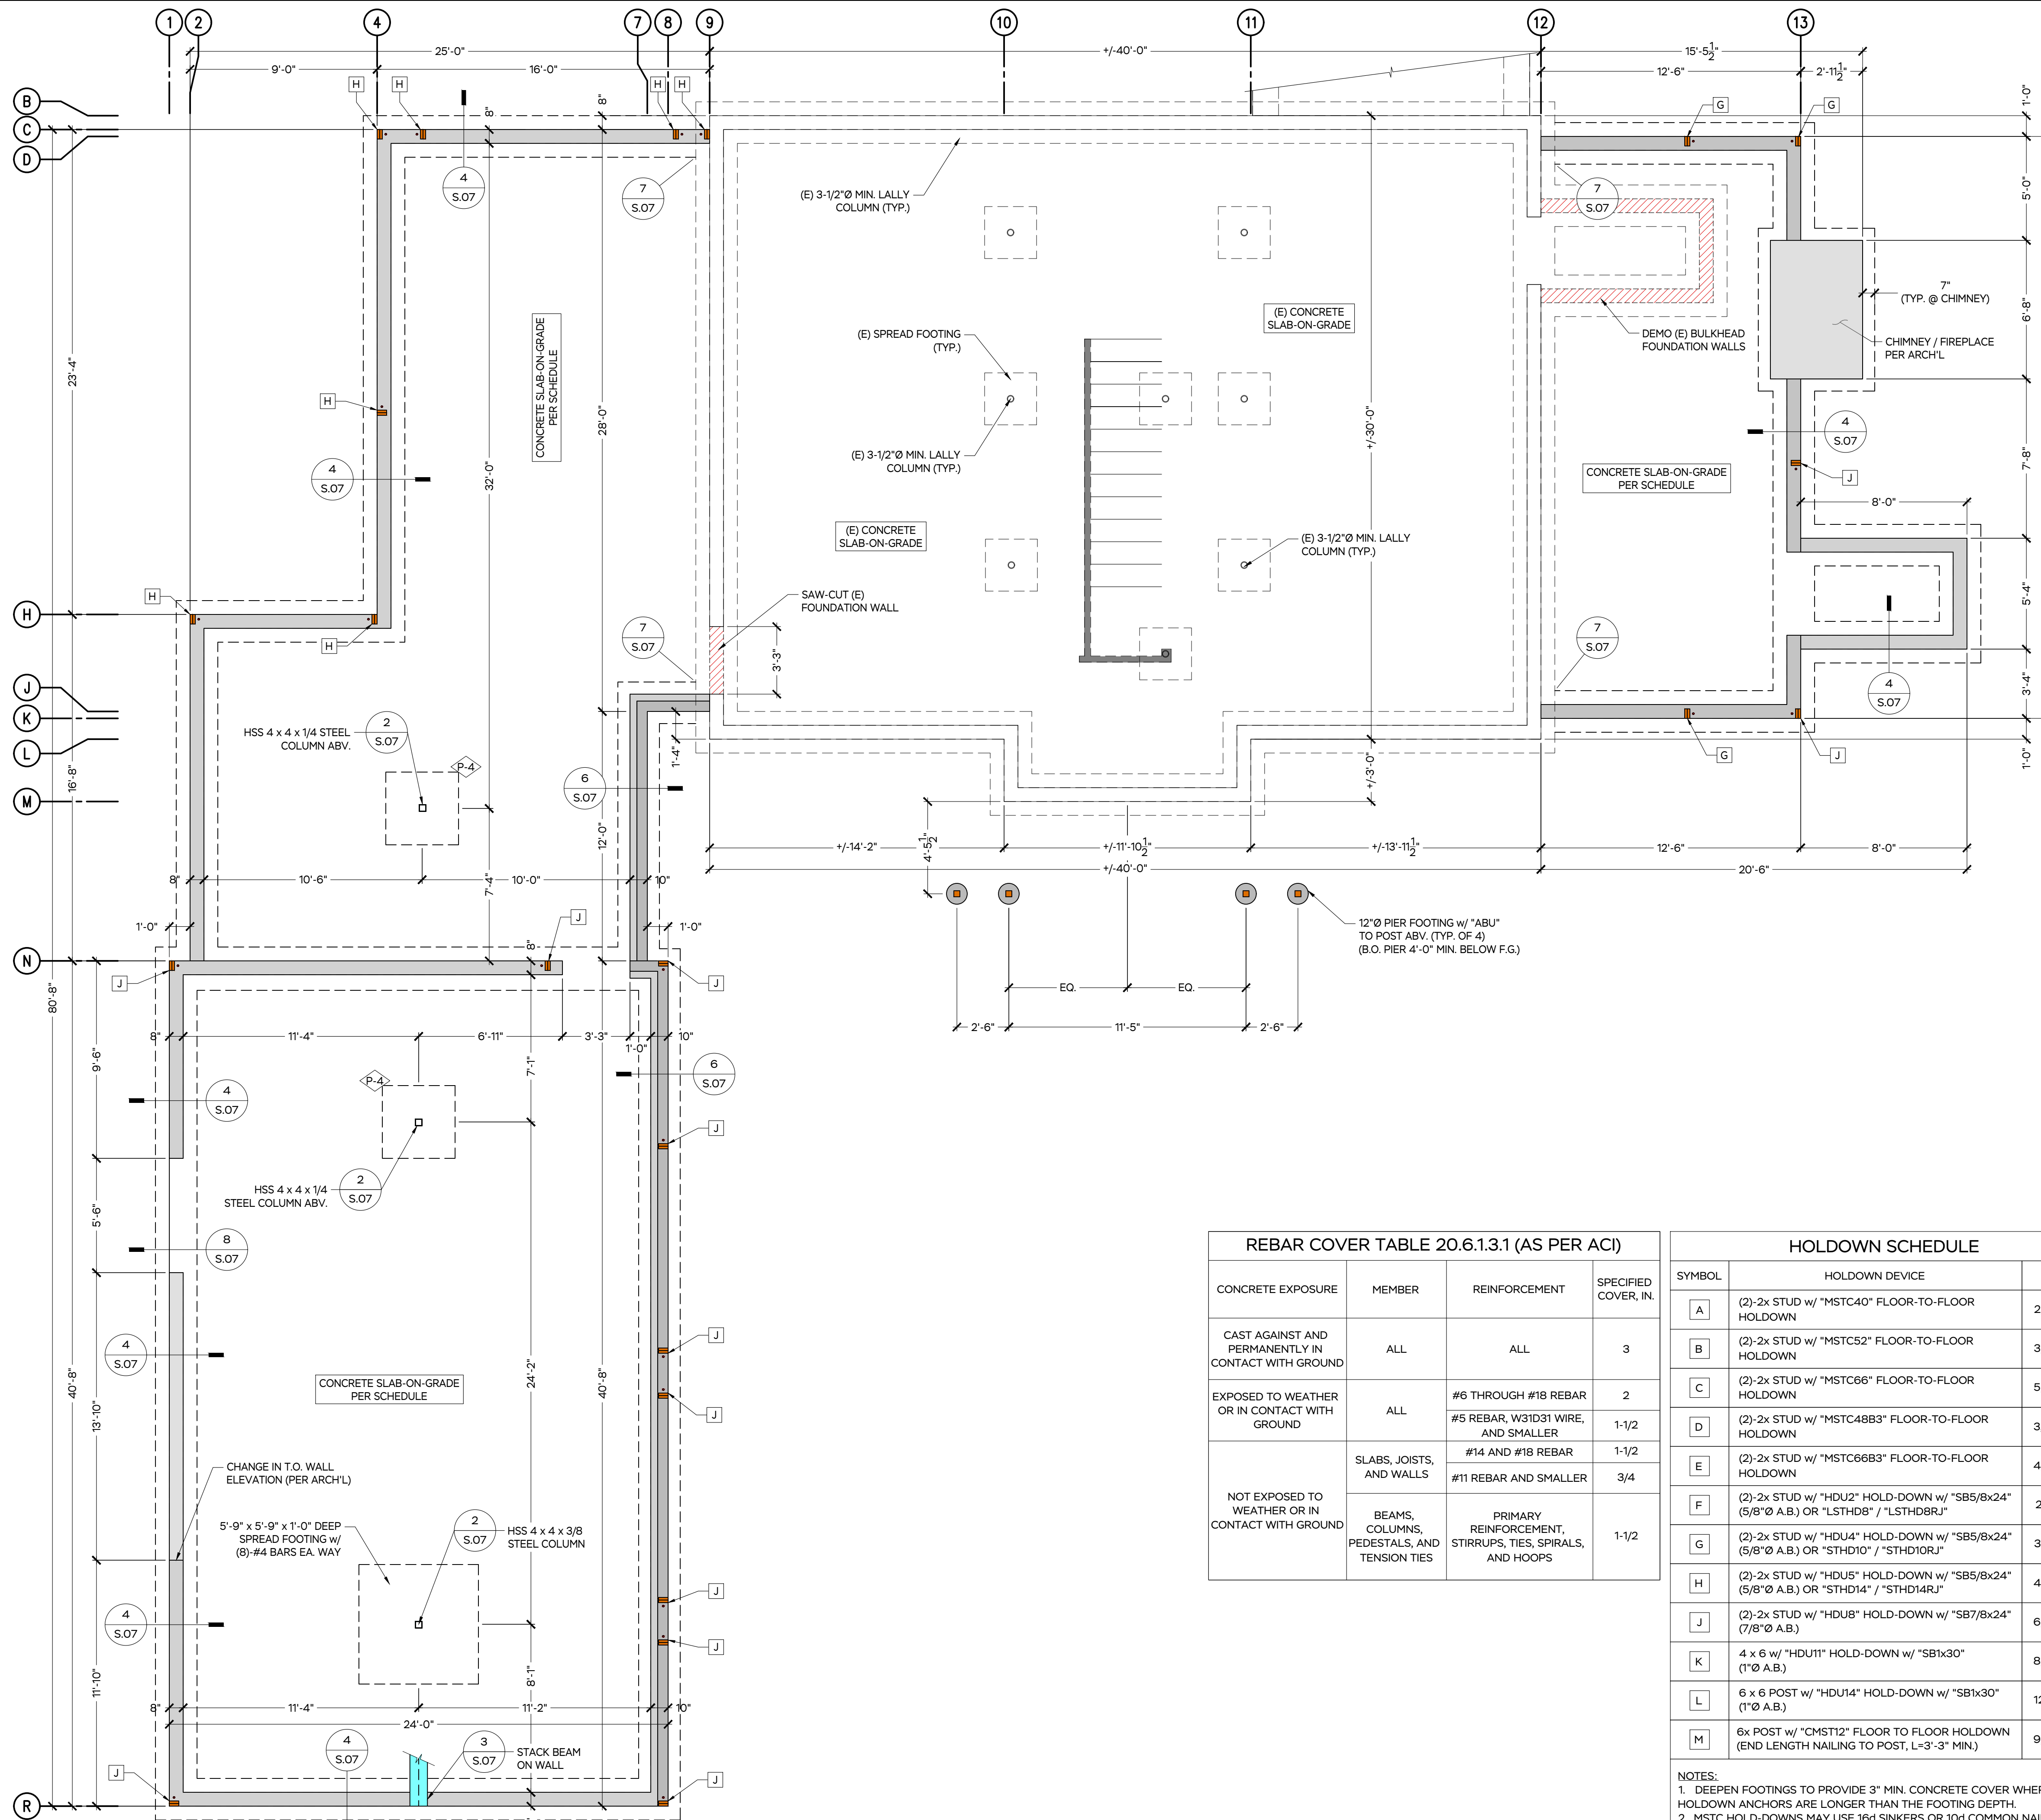 1 2 4 7 8 9 10 11 12 13
25'-0" +/-40'-0" 15'-5 1/2"
9'-0" 16'-0" 12'-6" 2'-11 1/2"
B
C
D
H
J
K
L
M
N
R
H H H H G G
8" 8" 1'-0"
4
S.07
7
S.07
7
S.07
5'-0"
(E) 3-1/2"Ø MIN. LALLY
COLUMN (TYP.)
CONCRETE SLAB-ON-GRADE
PER SCHEDULE
(E) CONCRETE
SLAB-ON-GRADE
7"
(TYP. @ CHIMNEY)
6'-8"
(E) SPREAD FOOTING
(TYP.)
DEMO (E) BULKHEAD
FOUNDATION WALLS
CHIMNEY / FIREPLACE
PER ARCH'L
23'-4"
H
28'-0"
+/-30'-0"
4
S.07
(E) 3-1/2"Ø MIN. LALLY
COLUMN (TYP.)
4
S.07
32'-0"
CONCRETE SLAB-ON-GRADE
PER SCHEDULE
J
7'-8"
8'-0"
(E) CONCRETE
SLAB-ON-GRADE
(E) 3-1/2"Ø MIN. LALLY
COLUMN (TYP.)
H
SAW-CUT (E)
FOUNDATION WALL
5'-4"
H
7
S.07
3'-3"
7
S.07
4
S.07
3'-4"
HSS 4 x 4 x 1/4 STEEL
COLUMN ABV.
2
S.07
P-4
1'-4"
G
J
1'-0"
16'-8"
6
S.07
+/-3'-0"
12'-0"
4'-5 1/2"
+/-14'-2" +/-11'-10 1/2" +/-13'-11 1/2" 12'-6" 8'-0"
+/-40'-0" 20'-6"
8" 10'-6" 10'-0" 10"
7'-4"
1'-0" J 1'-0"
12"Ø PIER FOOTING w/ "ABU"
TO POST ABV. (TYP. OF 4)
(B.O. PIER 4'-0" MIN. BELOW F.G.)
8"
J J
80'-8"
EQ. EQ.
2'-6" 11'-5" 2'-6"
8" 11'-4" 6'-11" 3'-3" 1'-0" 10"
9'-6"
7'-1"
6
S.07
P-4
4
S.07
J
HSS 4 x 4 x 1/4
STEEL COLUMN ABV.
2
S.07
5'-6"
8
S.07
4
S.07
J
40'-8"
CONCRETE SLAB-ON-GRADE
PER SCHEDULE
24'-2"
40'-8"
J
13'-10"
CHANGE IN T.O. WALL
ELEVATION (PER ARCH'L)
5'-9" x 5'-9" x 1'-0" DEEP
SPREAD FOOTING w/
(8)-#4 BARS EA. WAY
2
S.07
HSS 4 x 4 x 3/8
STEEL COLUMN
J
4
S.07
J
11'-10"
8'-1"
8" 11'-4" 11'-2" 10"
24'-0"
4
S.07
3
S.07
STACK BEAM
ON WALL
J J
REBAR COVER TABLE 20.6.1.3.1 (AS PER ACI)
CONCRETE EXPOSURE MEMBER REINFORCEMENT SPECIFIED
COVER, IN.
CAST AGAINST AND
PERMANENTLY IN
CONTACT WITH GROUND
ALL ALL 3
EXPOSED TO WEATHER
OR IN CONTACT WITH
GROUND
ALL
#6 THROUGH #18 REBAR 2
#5 REBAR, W31D31 WIRE,
AND SMALLER
1-1/2
NOT EXPOSED TO
WEATHER OR IN
CONTACT WITH GROUND
SLABS, JOISTS,
AND WALLS
#14 AND #18 REBAR 1-1/2
#11 REBAR AND SMALLER 3/4
BEAMS,
COLUMNS,
PEDESTALS, AND
TENSION TIES
PRIMARY
REINFORCEMENT,
STIRRUPS, TIES, SPIRALS,
AND HOOPS
1-1/2
HOLDOWN SCHEDULE
SYMBOL HOLDOWN DEVICE
A (2)-2x STUD w/ "MSTC40" FLOOR-TO-FLOOR
HOLDOWN
B (2)-2x STUD w/ "MSTC52" FLOOR-TO-FLOOR
HOLDOWN
C (2)-2x STUD w/ "MSTC66" FLOOR-TO-FLOOR
HOLDOWN
D (2)-2x STUD w/ "MSTC48B3" FLOOR-TO-FLOOR
HOLDOWN
E (2)-2x STUD w/ "MSTC66B3" FLOOR-TO-FLOOR
HOLDOWN
F (2)-2x STUD w/ "HDU2" HOLD-DOWN w/ "SB5/8x24"
(5/8"Ø A.B.) OR "LSTHD8" / "LSTHD8RJ"
G (2)-2x STUD w/ "HDU4" HOLD-DOWN w/ "SB5/8x24"
(5/8"Ø A.B.) OR "STHD10" / "STHD10RJ"
H (2)-2x STUD w/ "HDU5" HOLD-DOWN w/ "SB5/8x24"
(5/8"Ø A.B.) OR "STHD14" / "STHD14RJ"
J (2)-2x STUD w/ "HDU8" HOLD-DOWN w/ "SB7/8x24"
(7/8"Ø A.B.)
K 4 x 6 w/ "HDU11" HOLD-DOWN w/ "SB1x30"
(1"Ø A.B.)
L 6 x 6 POST w/ "HDU14" HOLD-DOWN w/ "SB1x30"
(1"Ø A.B.)
M 6x POST w/ "CMST12" FLOOR TO FLOOR HOLDOWN
(END LENGTH NAILING TO POST, L=3'-3" MIN.)
NOTES:
1. DEEPEN FOOTINGS TO PROVIDE 3" MIN. CONCRETE COVER
HOLDOWN ANCHORS ARE LONGER THAN THE FOOTING DEPTH.
2. MSTC HOLD-DOWNS MAY USE 16d SINKERS OR 10d COMMON